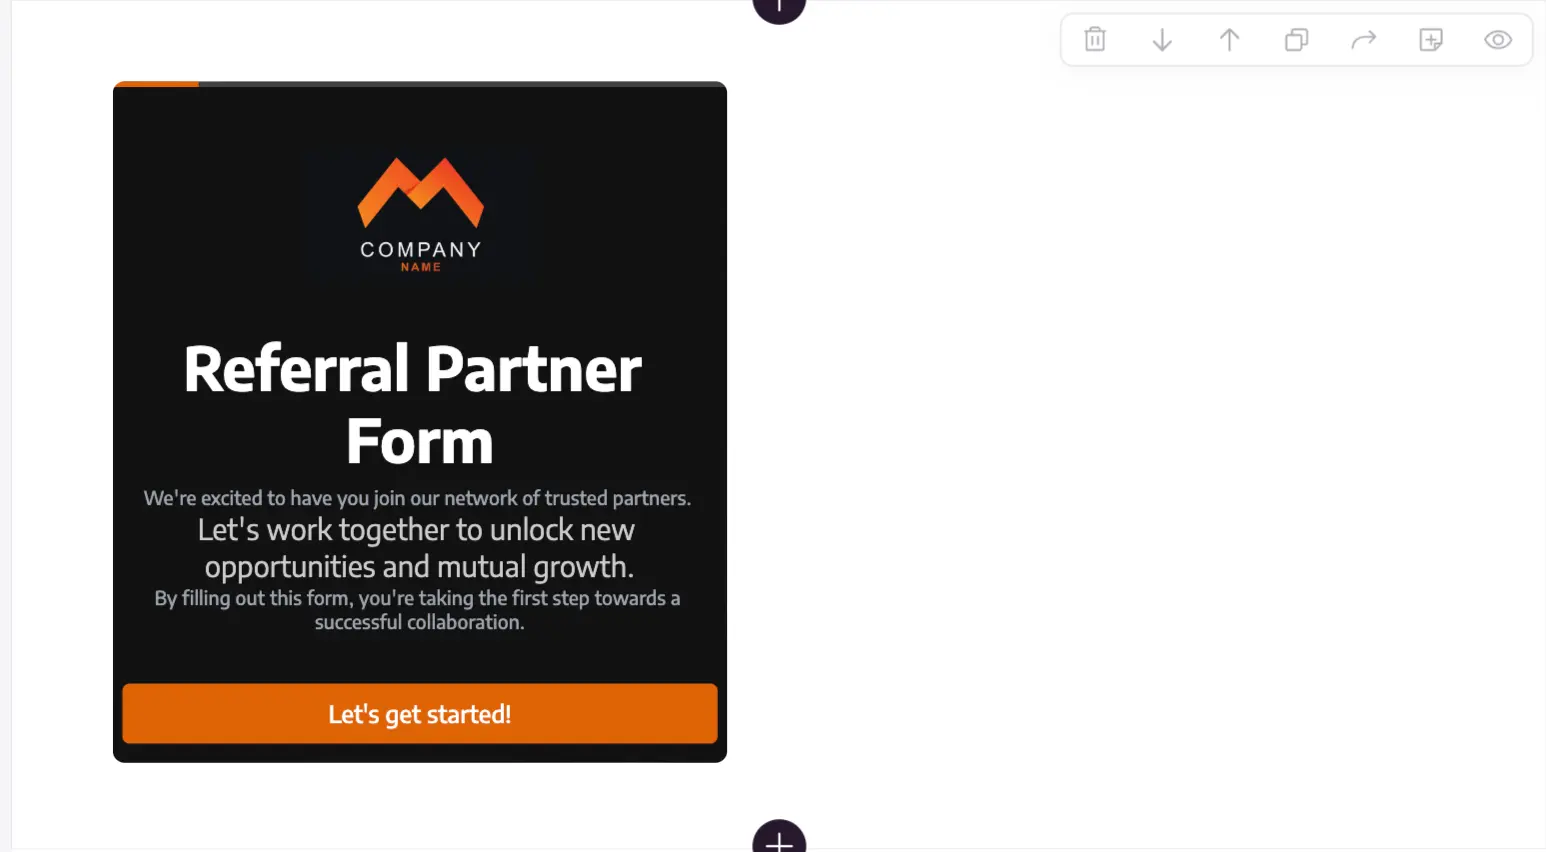 COMPANY
NAME
Referral Partner
Form
We're excited to have you join our network of trusted partners.
Let's work together to unlock new
opportunities and mutual growth.
By filling out this form, you're taking the first step towards a
successful collaboration.
Let's get started!